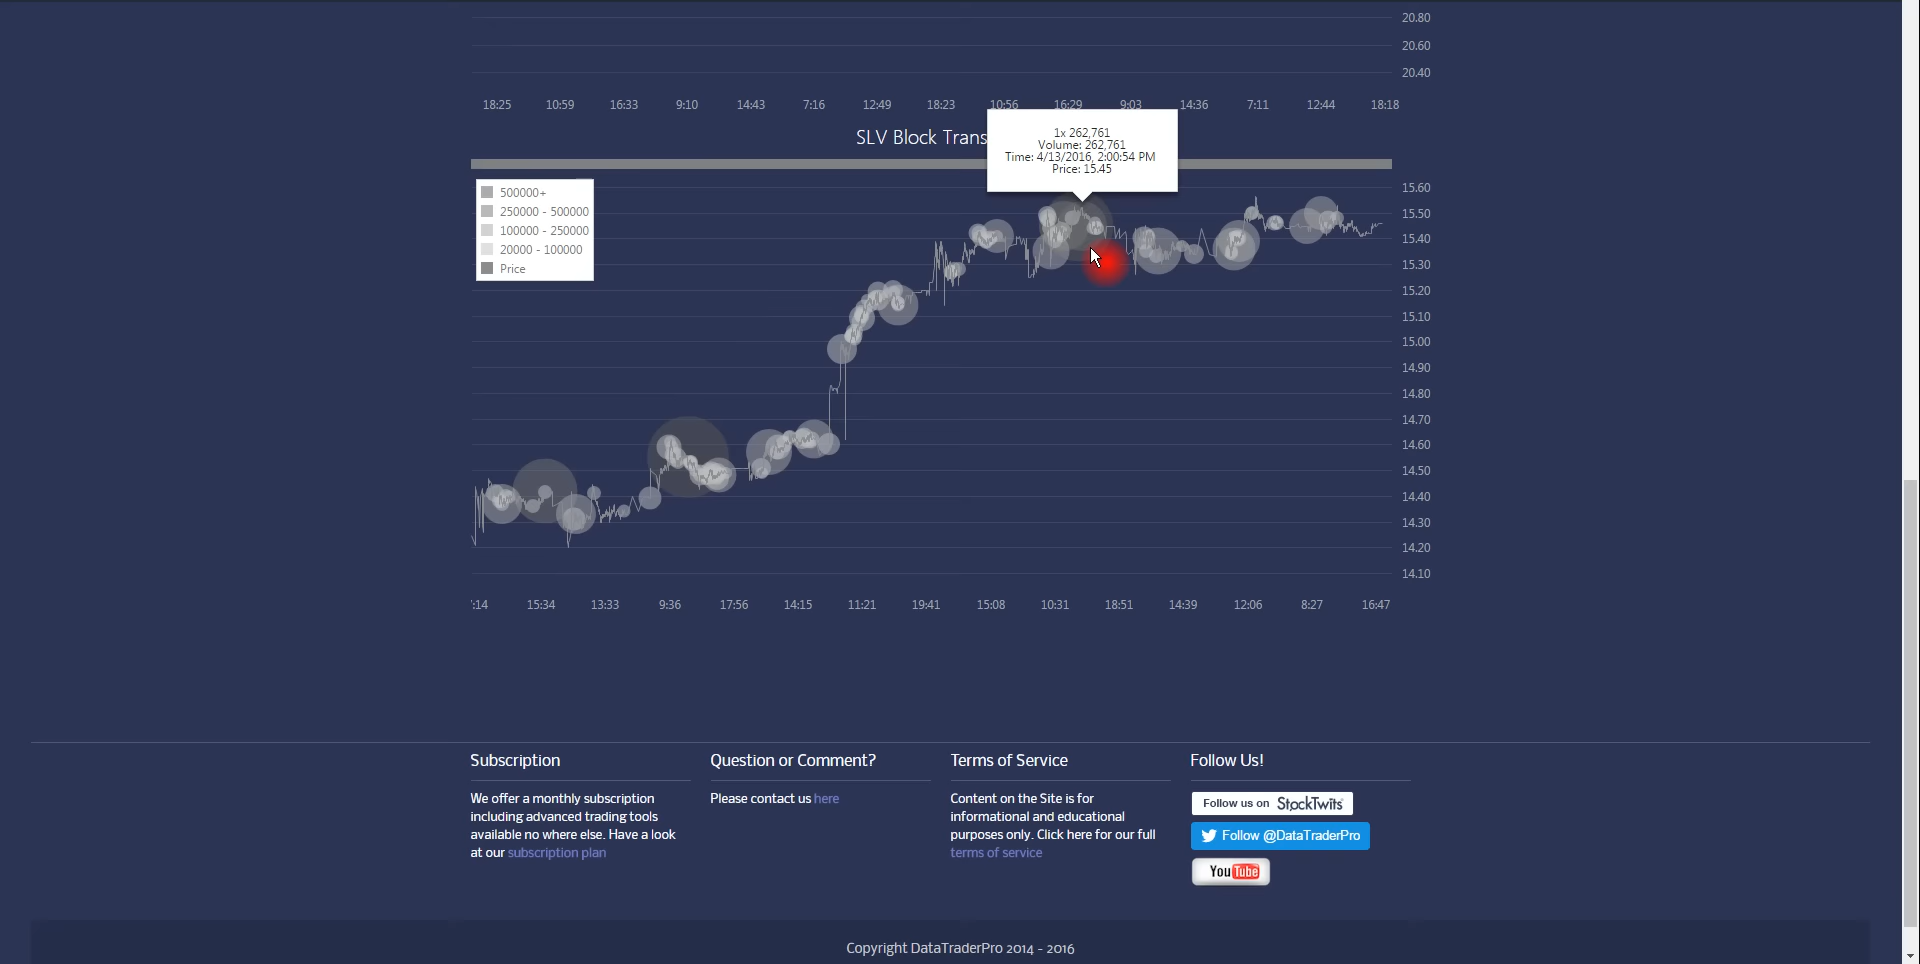 20.80
20.60
20.40
18:25 10:59 16:33 9:10 14:43 7:16 12:49 18:23 10:56 16:29 9:03 14:36 7:11 12:44 18:18
SLV Block Trans
1x 262,761
Volume: 262,761
Time: 4/13/2016, 2:00:54 PM
Price: 15.45
500000+
250000 - 500000
100000 - 250000
20000 - 100000
Price
15.60
15.50
15.40
15.30
15.20
15.10
15.00
14.90
14.80
14.70
14.60
14.50
14.40
14.30
14.20
14.10
:14 15:34 13:33 9:36 17:56 14:15 11:21 19:41 15:08 10:31 18:51 14:39 12:06 8:27 16:47
Subscription
We offer a monthly subscription
including advanced trading tools
available no where else. Have a look
at our subscription plan
Question or Comment?
Please contact us here
Terms of Service
Content on the Site is for
informational and educational
purposes only. Click here for our full
terms of service
Follow Us!
Follow us on StockTwits
Follow @DataTraderPro
YouTube
Copyright DataTraderPro 2014 - 2016